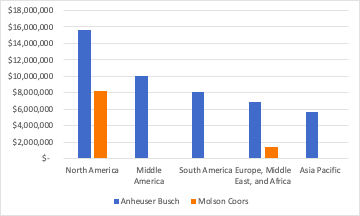 $18,000,000
$16,000,000
$14,000,000
$12,000,000
$10,000,000
$8,000,000
$6,000,000
$4,000,000
$2,000,000
$-
North America
Middle
America
South America
Europe, Middle
East, and Africa
Asia Pacific
Anheuser Busch
Molson Coors